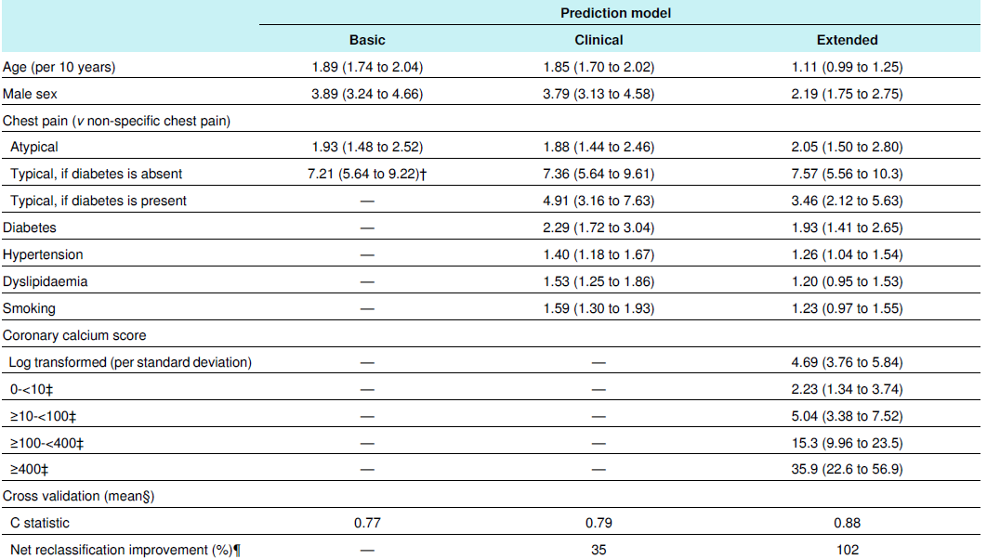 Prediction model
Basic Clinical Extended
Age (per 10 years) 1.89 (1.74 to 2.04) 1.85 (1.70 to 2.02) 1.11 (0.99 to 1.25)
Male sex 3.89 (3.24 to 4.66) 3.79 (3.13 to 4.58) 2.19 (1.75 to 2.75)
Chest pain (v non-specific chest pain)
Atypical 1.93 (1.48 to 2.52) 1.88 (1.44 to 2.46) 2.05 (1.50 to 2.80)
Typical, if diabetes is absent 7.21 (5.64 to 9.22)† 7.36 (5.64 to 9.61) 7.57 (5.56 to 10.3)
Typical, if diabetes is present — 4.91 (3.16 to 7.63) 3.46 (2.12 to 5.63)
Diabetes — 2.29 (1.72 to 3.04) 1.93 (1.41 to 2.65)
Hypertension — 1.40 (1.18 to 1.67) 1.26 (1.04 to 1.54)
Dyslipidaemia — 1.53 (1.25 to 1.86) 1.20 (0.95 to 1.53)
Smoking — 1.59 (1.30 to 1.93) 1.23 (0.97 to 1.55)
Coronary calcium score
Log transformed (per standard deviation) — — 4.69 (3.76 to 5.84)
0-<10‡ — — 2.23 (1.34 to 3.74)
≥10-<100‡ — — 5.04 (3.38 to 7.52)
≥100-<400‡ — — 15.3 (9.96 to 23.5)
≥400‡ — — 35.9 (22.6 to 56.9)
Cross validation (mean§)
C statistic 0.77 0.79 0.88
Net reclassification improvement (%)¶ — 35 102